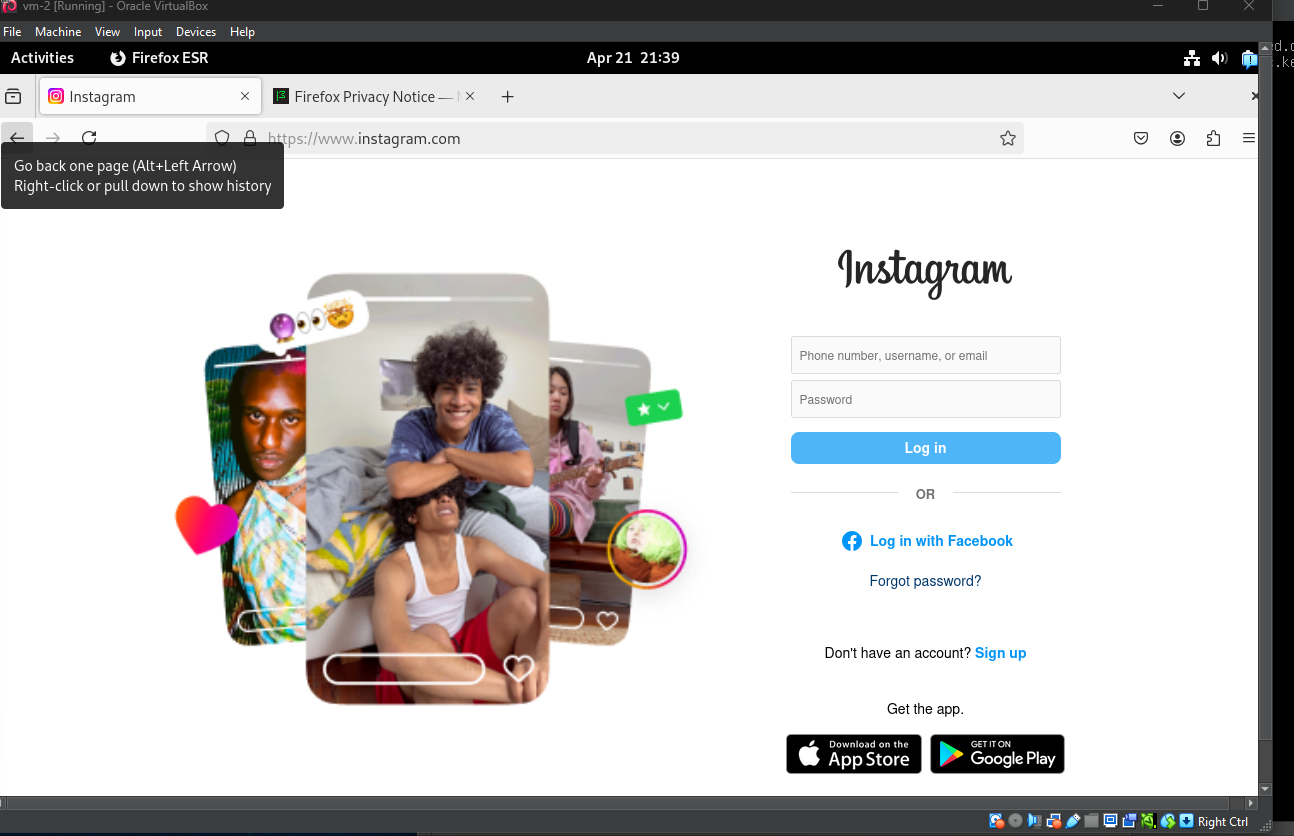 vm-2 [Running] - Oracle VirtualBox
File Machine View Input Devices Help
Activities Firefox ESR Apr 21 21:39
Instagram Firefox Privacy Notice —
https://www.instagram.com
Go back one page (Alt+Left Arrow)
Right-click or pull down to show history
Instagram
Phone number, username, or email
Password
Log in
OR
Log in with Facebook
Forgot password?
Don't have an account? Sign up
Get the app.
Download on the
App Store
GET IT ON
Google Play
Right Ctrl